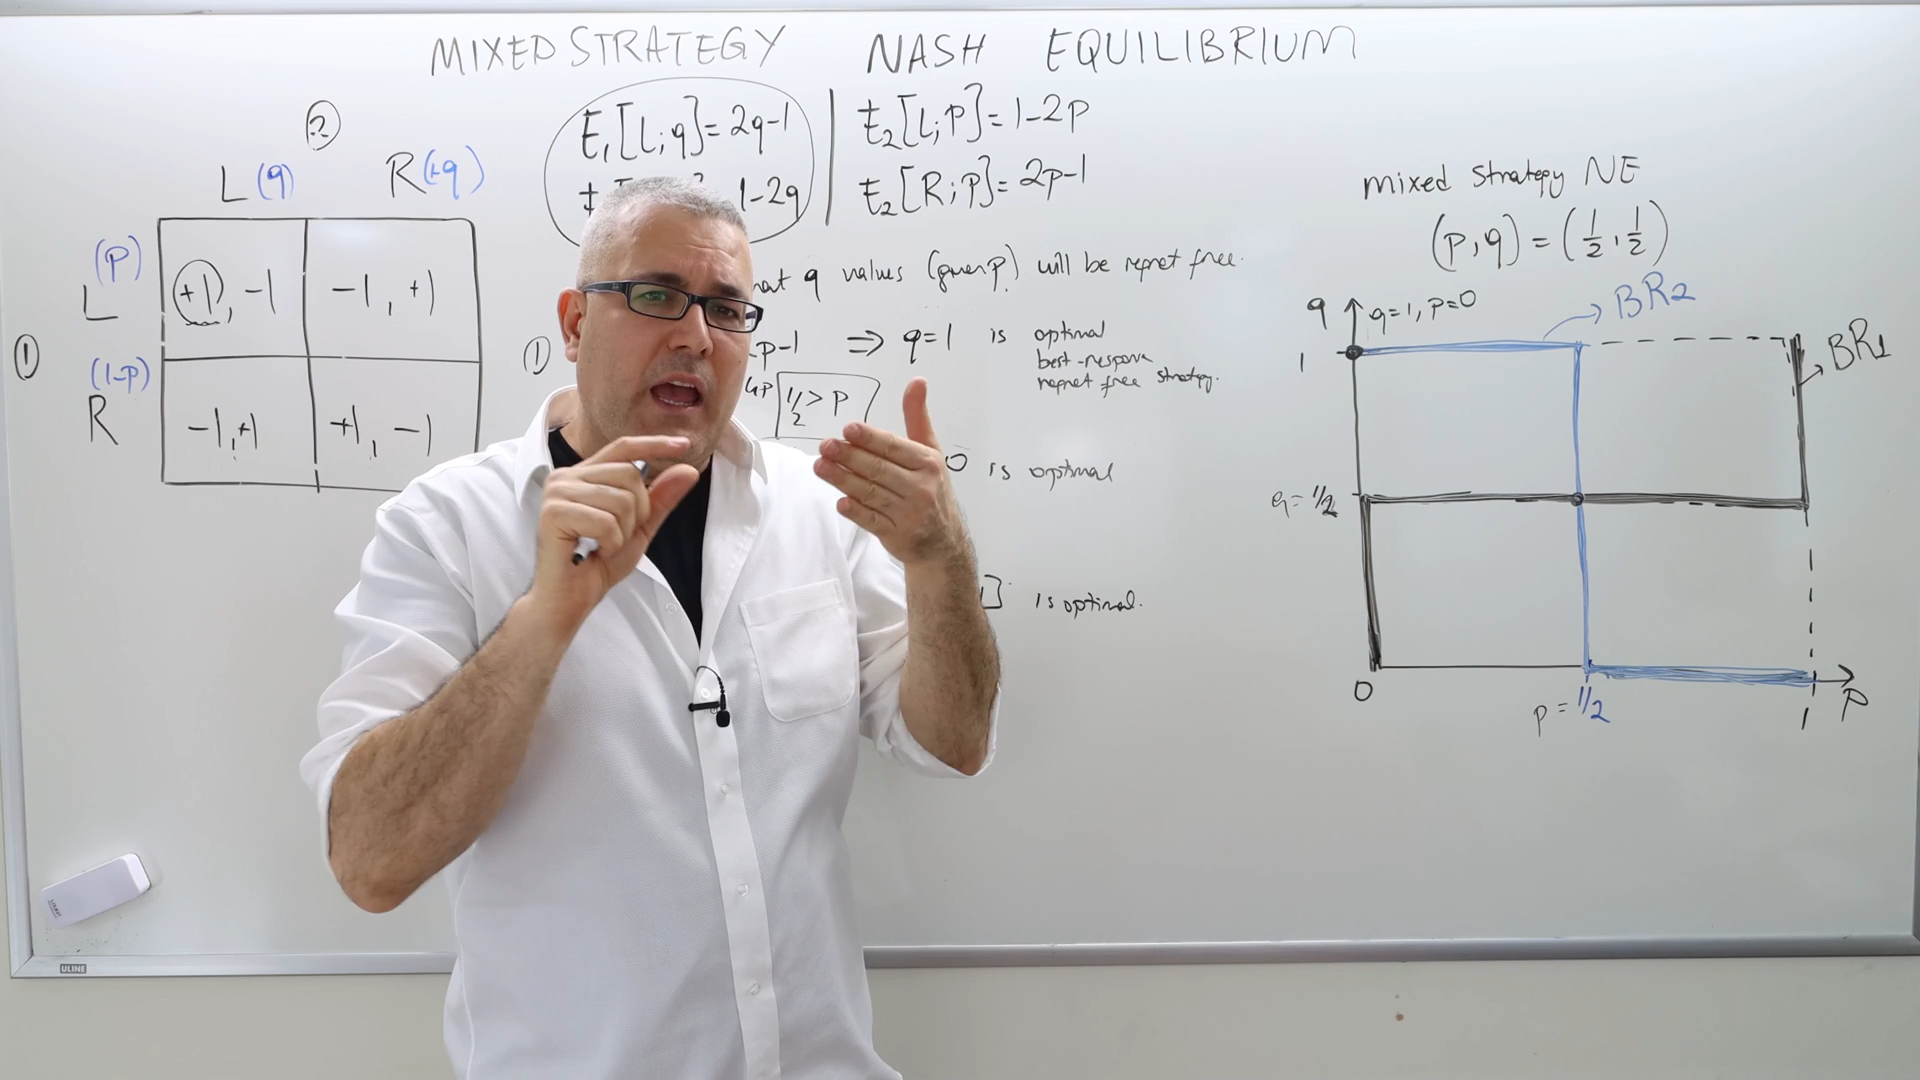 MIXED STRATEGY NASH EQUILIBRIUM
2
L (q) R (1-q)
(p) L
+1, -1 -1, +1
1
(1-p) R
-1, +1 +1, -1
E₁[L; q] = 2q-1
1-2q
E₂[L; p] = 1-2p
E₂[R; p] = 2p-1
q values (given p) will be regret free.
1
p-1 ⇒ q=1 is optimal
best-response
regret free strategy.
4p 1/2 > p
0 is optimal
] is optimal.
mixed strategy NE
(p, q) = (1/2, 1/2)
q q=1, p=0 BR2
1 BR1
q = 1/2
0 p = 1/2 1 p
ULINE